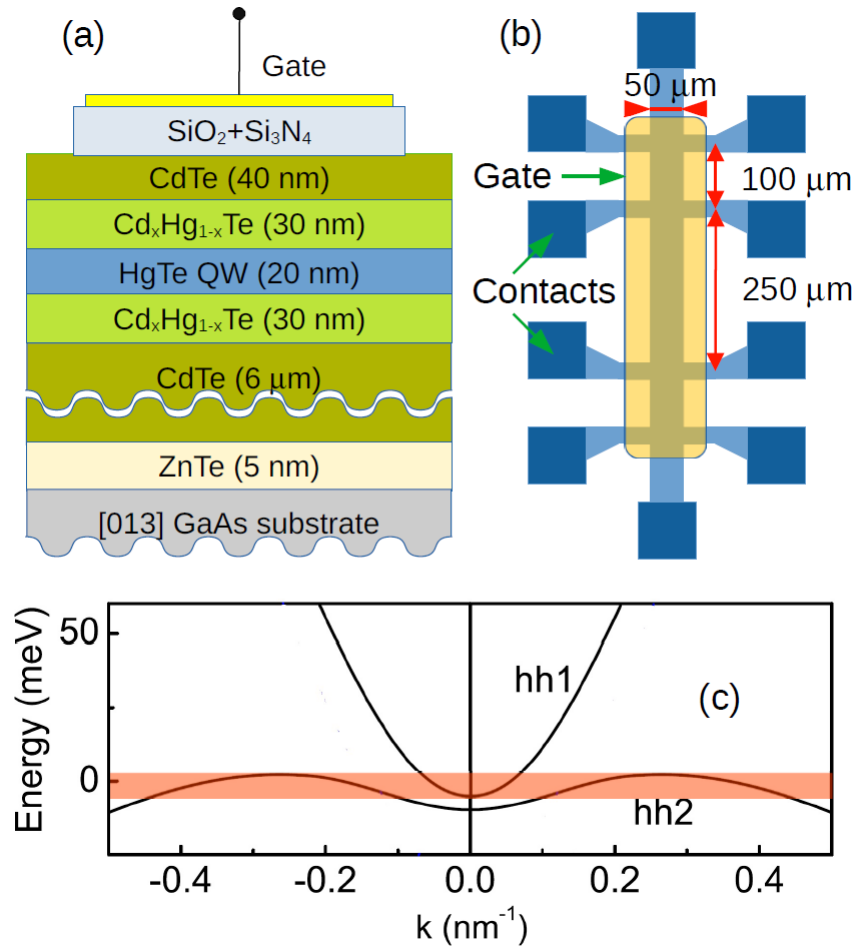 (a)
Gate
SiO₂+Si₃N₄
CdTe (40 nm)
CdₓHg₁₋ₓTe (30 nm)
HgTe QW (20 nm)
CdₓHg₁₋ₓTe (30 nm)
CdTe (6 μm)
ZnTe (5 nm)
[013] GaAs substrate
(b)
50 μm
Gate
100 μm
Contacts
250 μm
(c)
Energy (meV)
50
0
hh1
hh2
-0.4 -0.2 0.0 0.2 0.4
k (nm⁻¹)